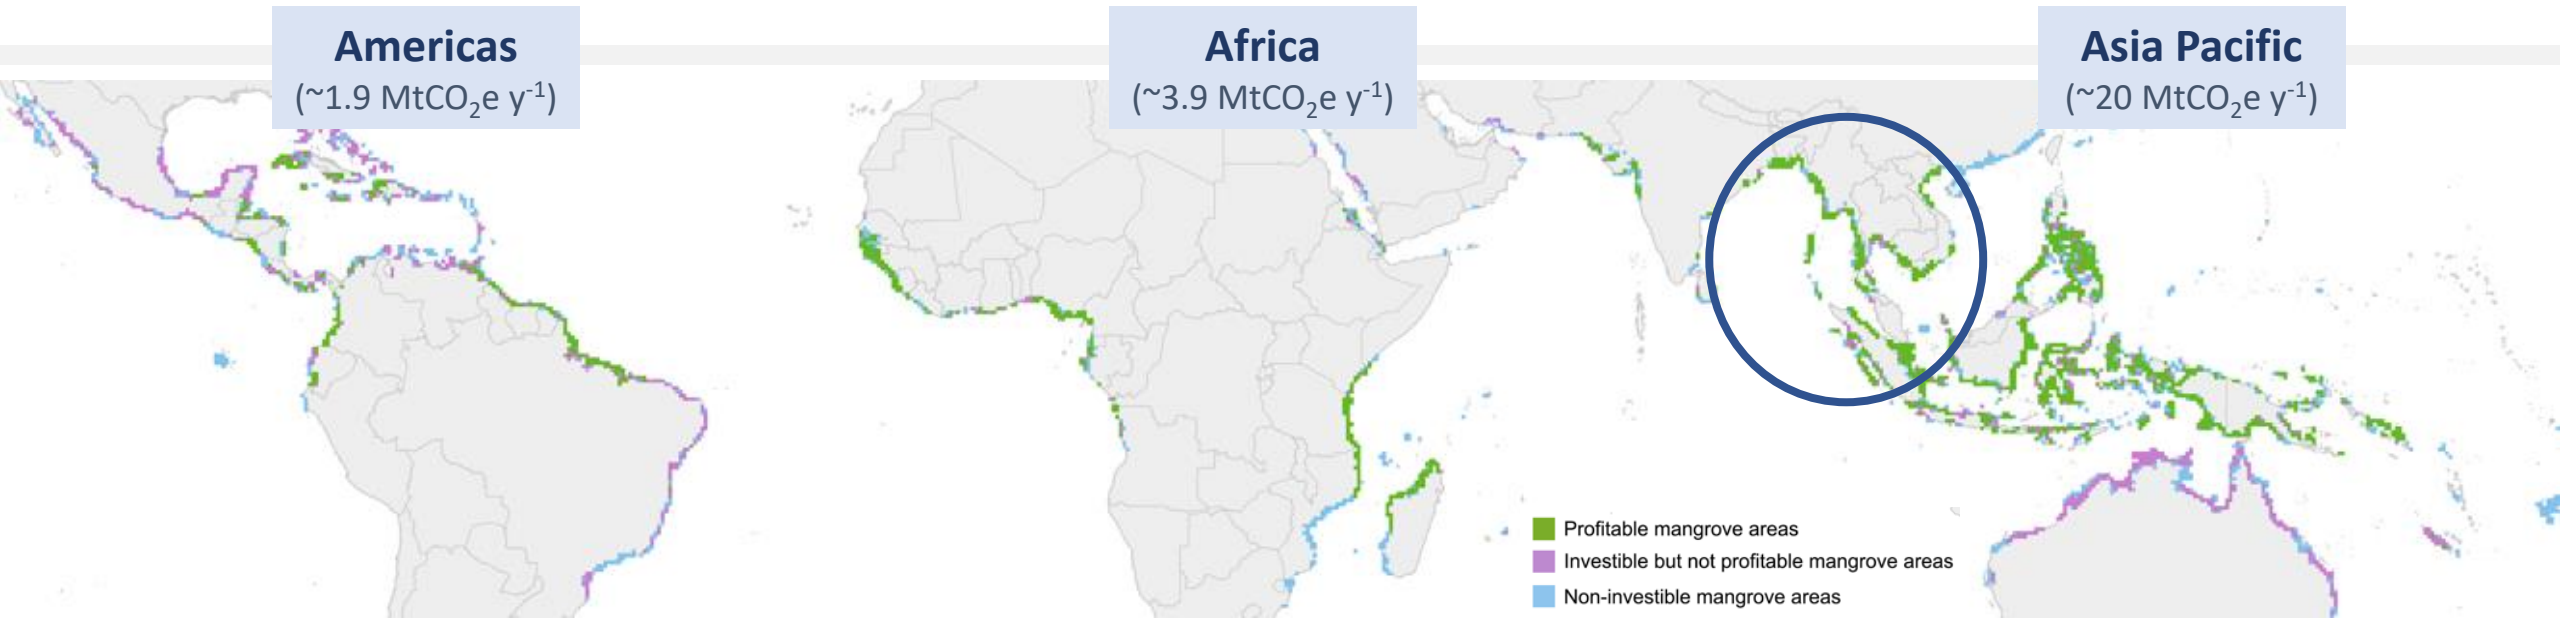 Americas
(~1.9 MtCO₂e y⁻¹)
Africa
(~3.9 MtCO₂e y⁻¹)
Asia Pacific
(~20 MtCO₂e y⁻¹)
Profitable mangrove areas
Investible but not profitable mangrove areas
Non-investible mangrove areas